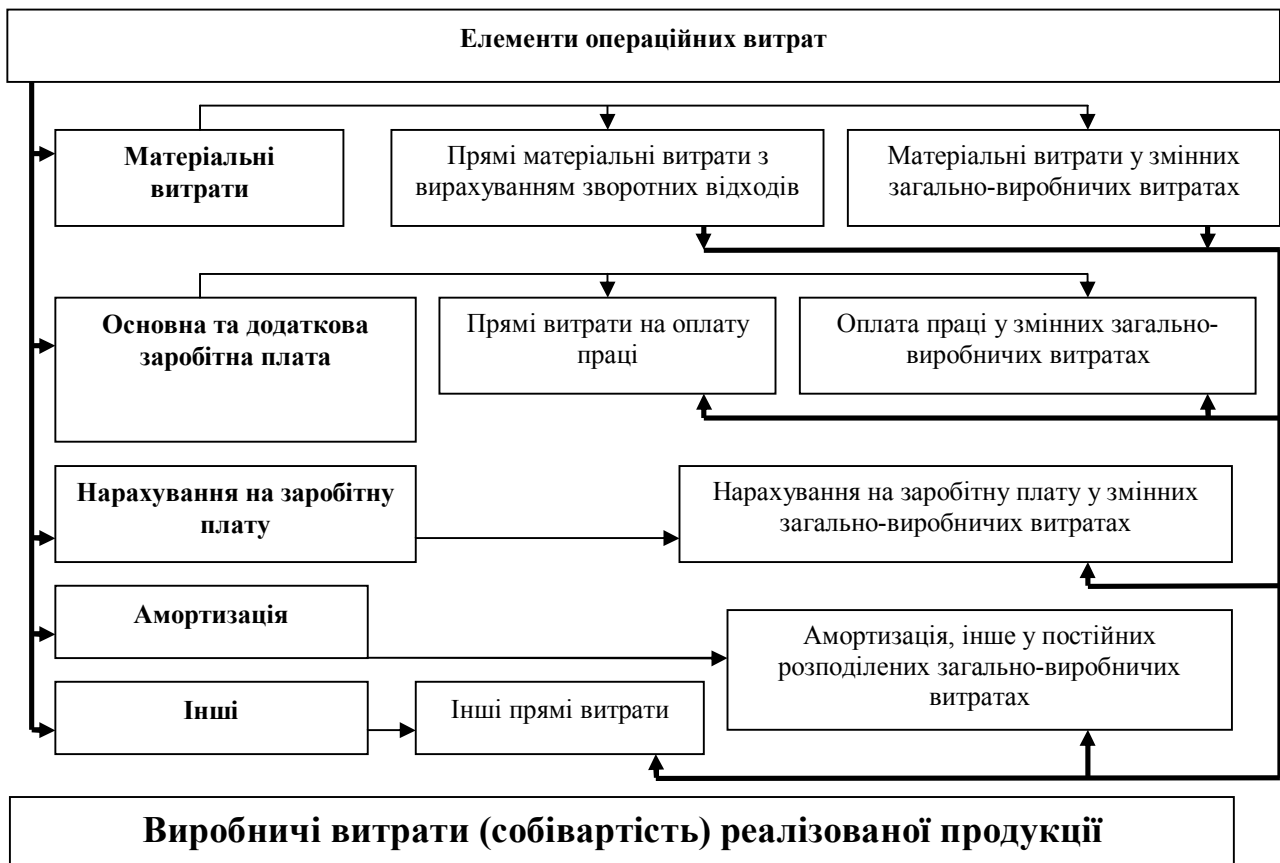 Елементи операційних витрат
Матеріальні
витрати
Прямі матеріальні витрати з
вирахуванням зворотних відходів
Матеріальні витрати у змінних
загально-виробничих витратах
Основна та додаткова
заробітна плата
Прямі витрати на оплату
праці
Оплата праці у змінних загально-
виробничих витратах
Нарахування на заробітну
плату
Нарахування на заробітну плату у змінних
загально-виробничих витратах
Амортизація
Амортизація, інше у постійних
розподілених загально-виробничих
витратах
Інші
Інші прямі витрати
Виробничі витрати (собівартість) реалізованої продукції